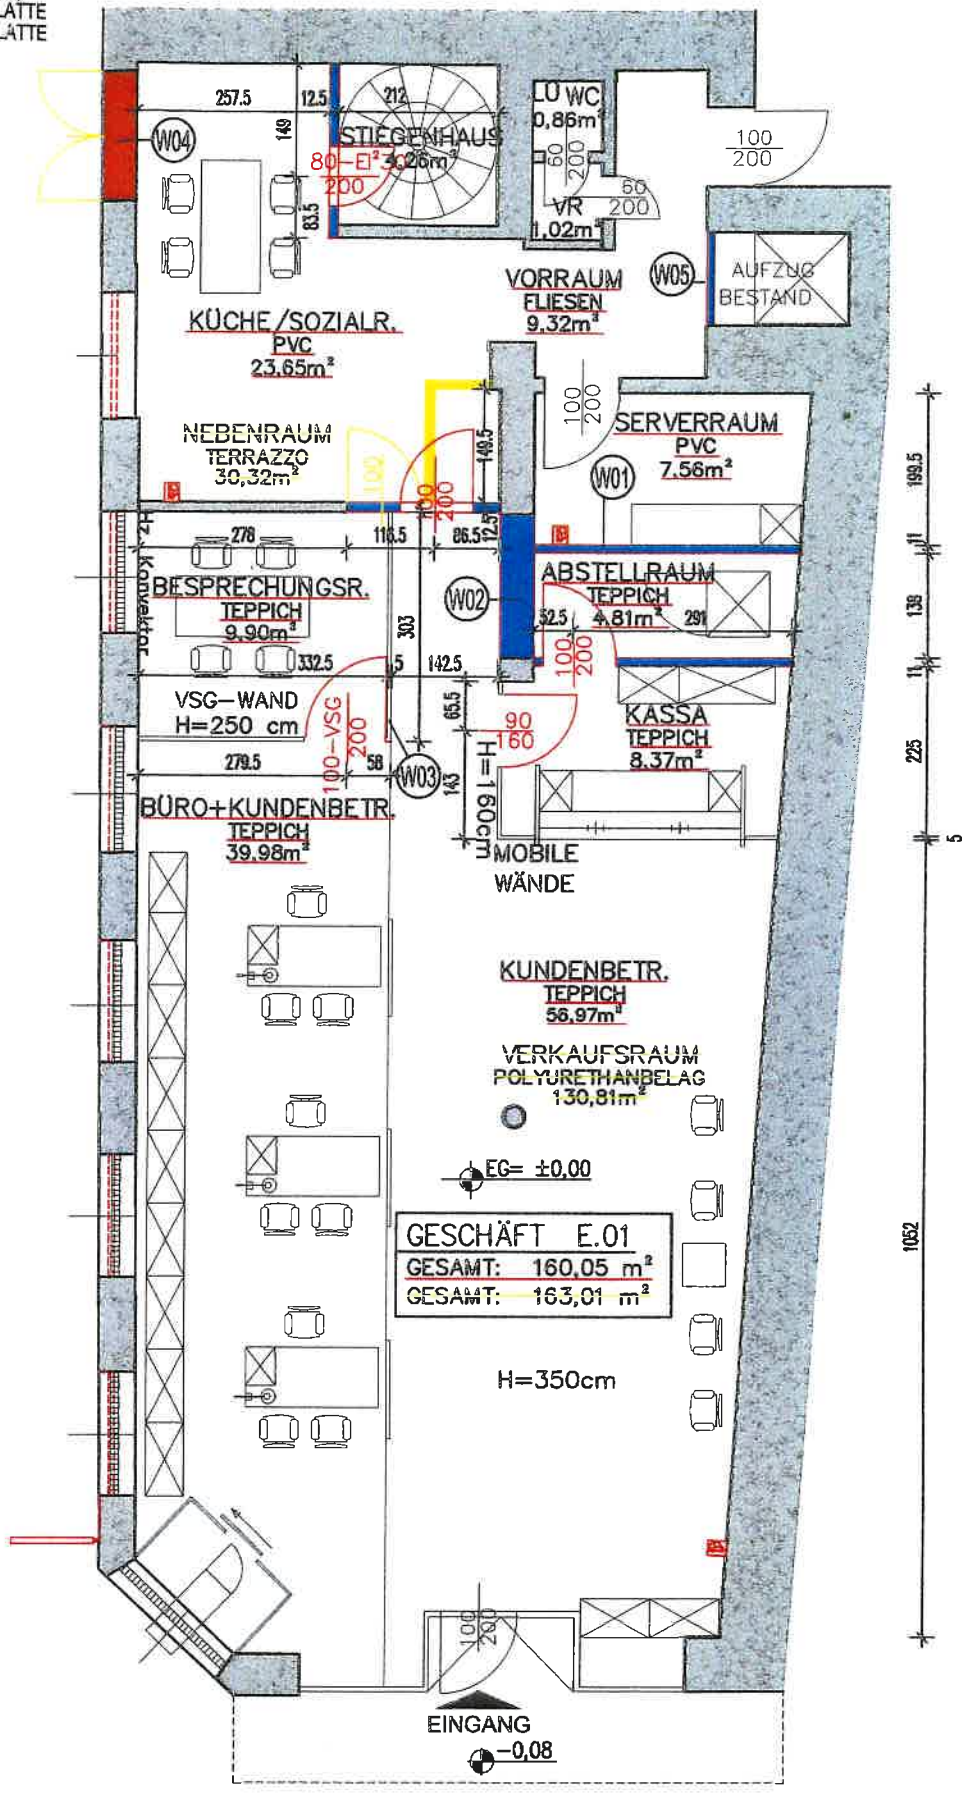 LATTE
LATTE
257.5
12.5
212
149
W04
STIEGENHAUS
4,26m²
80-EI²30
200
83.5
LÜ WC
0,86m²
60
200
60
200
VR
1,02m²
100
200
AUFZUG
BESTAND
W05
VORRAUM
FLIESEN
9,32m²
KÜCHE/SOZIALR.
PVC
23,65m²
NEBENRAUM
TERRAZZO
30,32m²
100
100
200
149.5
100
200
SERVERRAUM
PVC
7,56m²
W01
199.5
Hz. Konvektor
278
116.5
86.5
12.5
BESPRECHUNGSR.
TEPPICH
9,90m²
303
W02
ABSTELLRAUM
TEPPICH
4,81m²
52.5
291
100
200
11
138
11
332.5
5
142.5
VSG-WAND
H=250 cm
100-VSG
200
65.5
90
160
KASSA
TEPPICH
8,37m²
225
279.5
58
W03
143
H=160cm
BÜRO+KUNDENBETR.
TEPPICH
39,98m²
MOBILE
WÄNDE
5
KUNDENBETR.
TEPPICH
56,97m²
VERKAUFSRAUM
POLYURETHANBELAG
130,81m²
EG= ±0,00
GESCHÄFT E.01
GESAMT: 160,05 m²
GESAMT: 163,01 m²
1052
H=350cm
100
200
EINGANG
-0,08